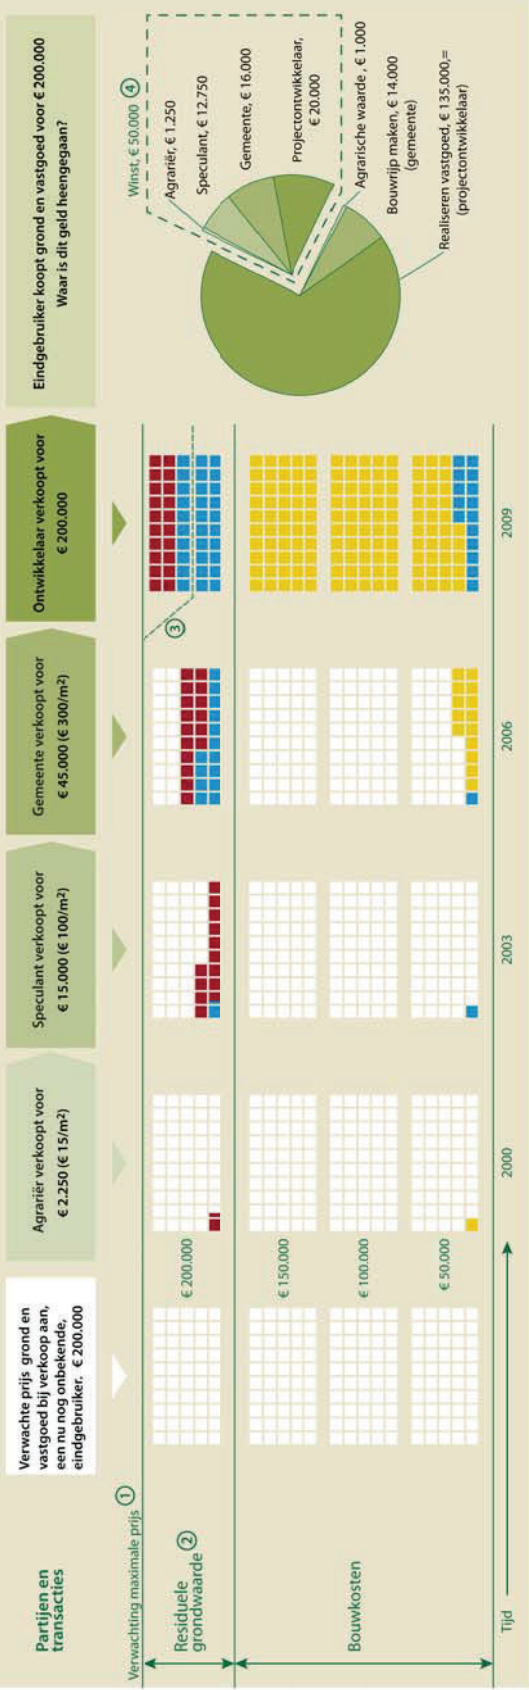 Partijen en
transacties
Verwachte prijs grond en
vastgoed bij verkoop aan,
een nu nog onbekende,
eindgebruiker. € 200.000
Agrariër verkoopt voor
€ 2.250 (€ 15/m²)
Speculant verkoopt voor
€ 15.000 (€ 100/m²)
Gemeente verkoopt voor
€ 45.000 (€ 300/m²)
Ontwikkelaar verkoopt voor
€ 200.000
Eindgebruiker koopt grond en vastgoed voor € 200.000
Waar is dit geld heengegaan?
Verwachting maximale prijs 1
Residuele
grondwaarde 2
Bouwkosten
€ 200.000
€ 150.000
€ 100.000
€ 50.000
3
Winst, € 50.000 4
Agrariër, € 1.250
Speculant, € 12.750
Gemeente, € 16.000
Projectontwikkelaar,
€ 20.000
Agrarische waarde , € 1.000
Bouwrijp maken, € 14.000
(gemeente)
Realiseren vastgoed, € 135.000,=
(projectontwikkelaar)
Tijd
2000
2003
2006
2009